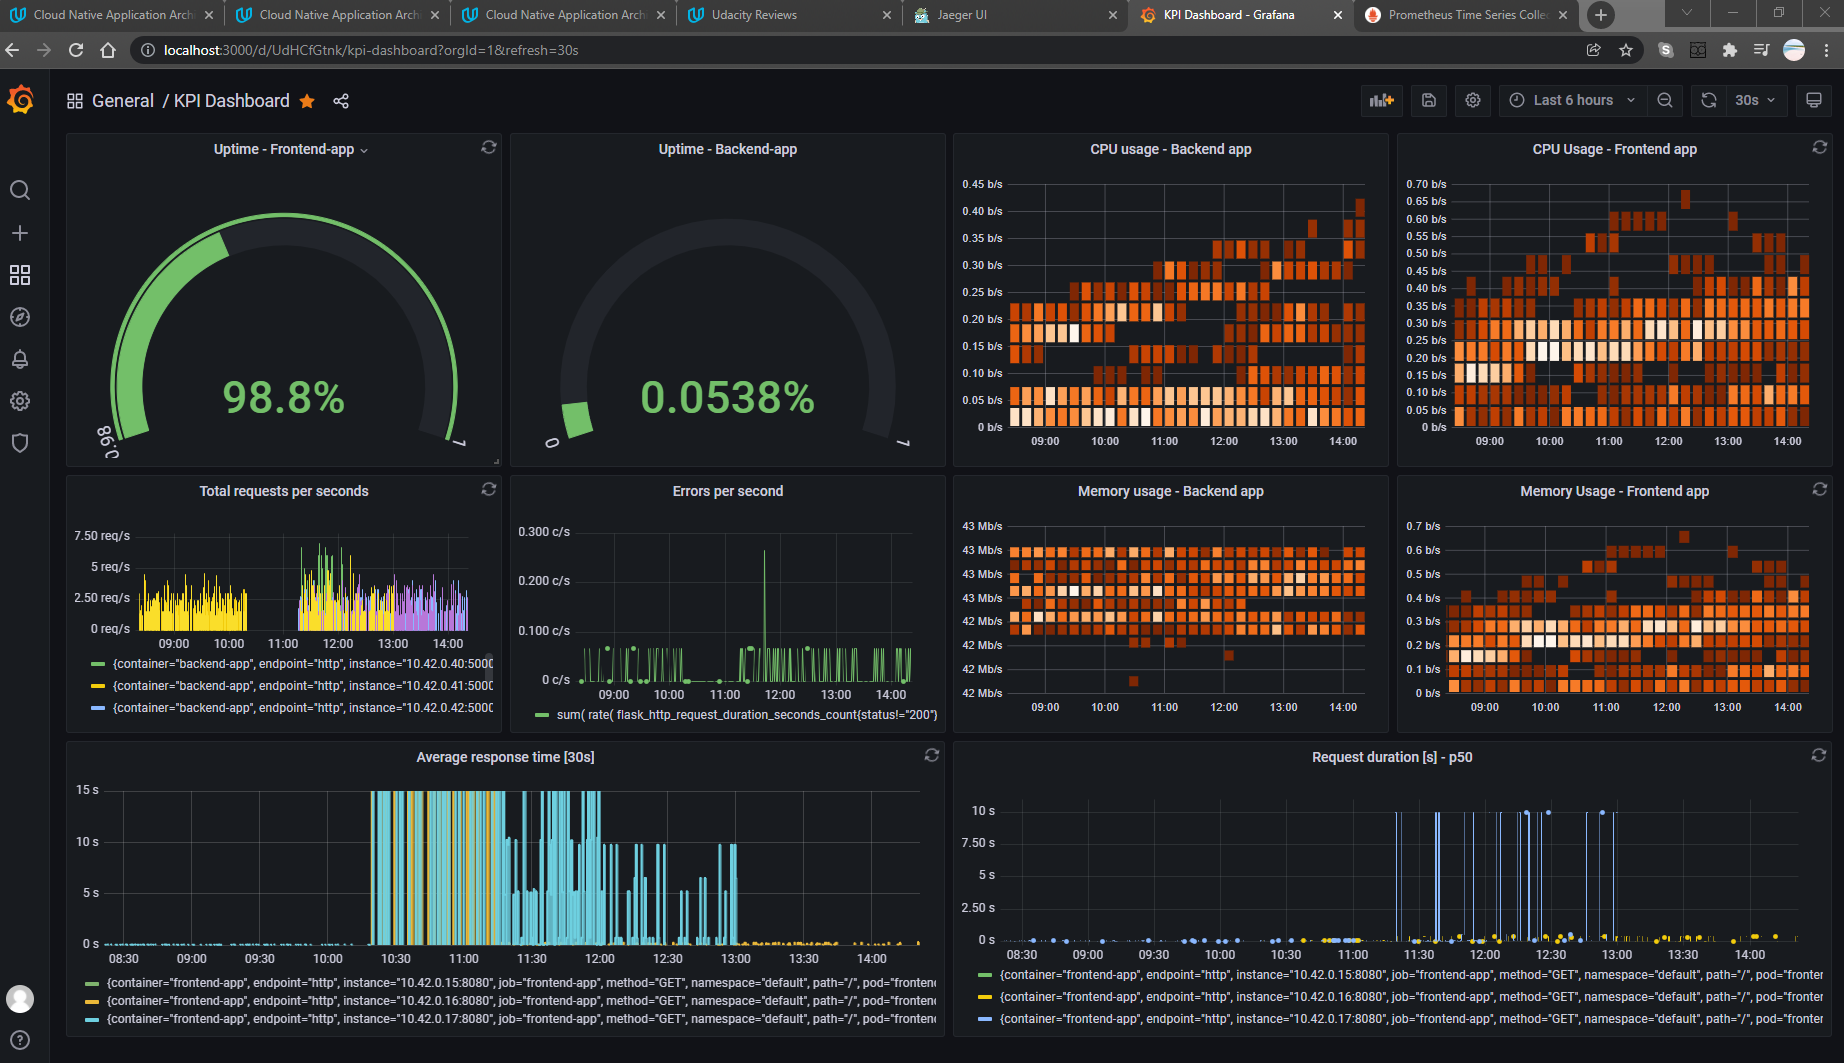 Cloud Native Application Arch
Cloud Native Application Arch
Cloud Native Application Arch
Udacity Reviews
Jaeger UI
KPI Dashboard - Grafana
Prometheus Time Series Collec
localhost:3000/d/UdHCfGtnk/kpi-dashboard?orgId=1&refresh=30s
General / KPI Dashboard
Last 6 hours
30s
Uptime - Frontend-app
98.8%
0.98
1
Uptime - Backend-app
0.0538%
0
1
CPU usage - Backend app
0.45 b/s
0.40 b/s
0.35 b/s
0.30 b/s
0.25 b/s
0.20 b/s
0.15 b/s
0.10 b/s
0.05 b/s
0 b/s
09:00 10:00 11:00 12:00 13:00 14:00
CPU Usage - Frontend app
0.70 b/s
0.65 b/s
0.60 b/s
0.55 b/s
0.50 b/s
0.45 b/s
0.40 b/s
0.35 b/s
0.30 b/s
0.25 b/s
0.20 b/s
0.15 b/s
0.10 b/s
0.05 b/s
0 b/s
09:00 10:00 11:00 12:00 13:00 14:00
Total requests per seconds
7.50 req/s
5 req/s
2.50 req/s
0 req/s
09:00 10:00 11:00 12:00 13:00 14:00
{container="backend-app", endpoint="http", instance="10.42.0.40:5000
{container="backend-app", endpoint="http", instance="10.42.0.41:5000
{container="backend-app", endpoint="http", instance="10.42.0.42:5000
Errors per second
0.300 c/s
0.200 c/s
0.100 c/s
0 c/s
09:00 10:00 11:00 12:00 13:00 14:00
sum( rate( flask_http_request_duration_seconds_count{status!="200"}
Memory usage - Backend app
43 Mb/s
43 Mb/s
43 Mb/s
43 Mb/s
42 Mb/s
42 Mb/s
42 Mb/s
42 Mb/s
09:00 10:00 11:00 12:00 13:00 14:00
Memory Usage - Frontend app
0.7 b/s
0.6 b/s
0.5 b/s
0.4 b/s
0.3 b/s
0.2 b/s
0.1 b/s
0 b/s
09:00 10:00 11:00 12:00 13:00 14:00
Average response time [30s]
15 s
10 s
5 s
0 s
08:30 09:00 09:30 10:00 10:30 11:00 11:30 12:00 12:30 13:00 13:30 14:00
{container="frontend-app", endpoint="http", instance="10.42.0.15:8080", job="frontend-app", method="GET", namespace="default", path="/", pod="frontend
{container="frontend-app", endpoint="http", instance="10.42.0.16:8080", job="frontend-app", method="GET", namespace="default", path="/", pod="frontend
{container="frontend-app", endpoint="http", instance="10.42.0.17:8080", job="frontend-app", method="GET", namespace="default", path="/", pod="frontend
Request duration [s] - p50
10 s
7.50 s
5 s
2.50 s
0 s
08:30 09:00 09:30 10:00 10:30 11:00 11:30 12:00 12:30 13:00 13:30 14:00
{container="frontend-app", endpoint="http", instance="10.42.0.15:8080", job="frontend-app", method="GET", namespace="default", path="/", pod="fronter
{container="frontend-app", endpoint="http", instance="10.42.0.16:8080", job="frontend-app", method="GET", namespace="default", path="/", pod="fronter
{container="frontend-app", endpoint="http", instance="10.42.0.17:8080", job="frontend-app", method="GET", namespace="default", path="/", pod="fronter